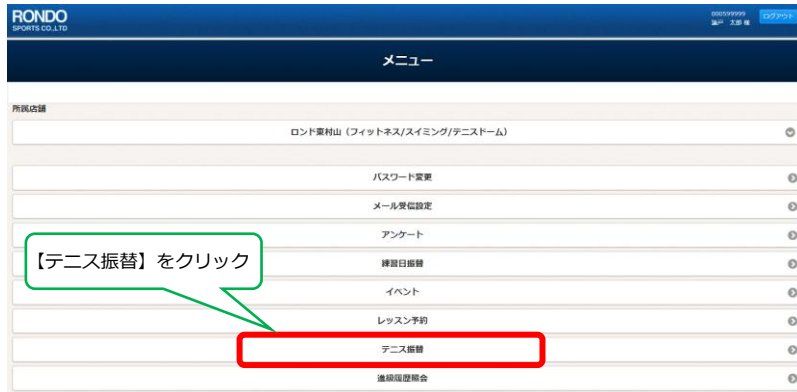 RONDO
SPORTS CO.,LTD
000599999
太郎 様
ログアウト
メニュー
所属店舗
ロンド東村山（フィットネス/スイミング/テニスドーム）
パスワード変更
メール受信設定
アンケート
【テニス振替】をクリック
練習日振替
イベント
レッスン予約
テニス振替
進級履歴照会